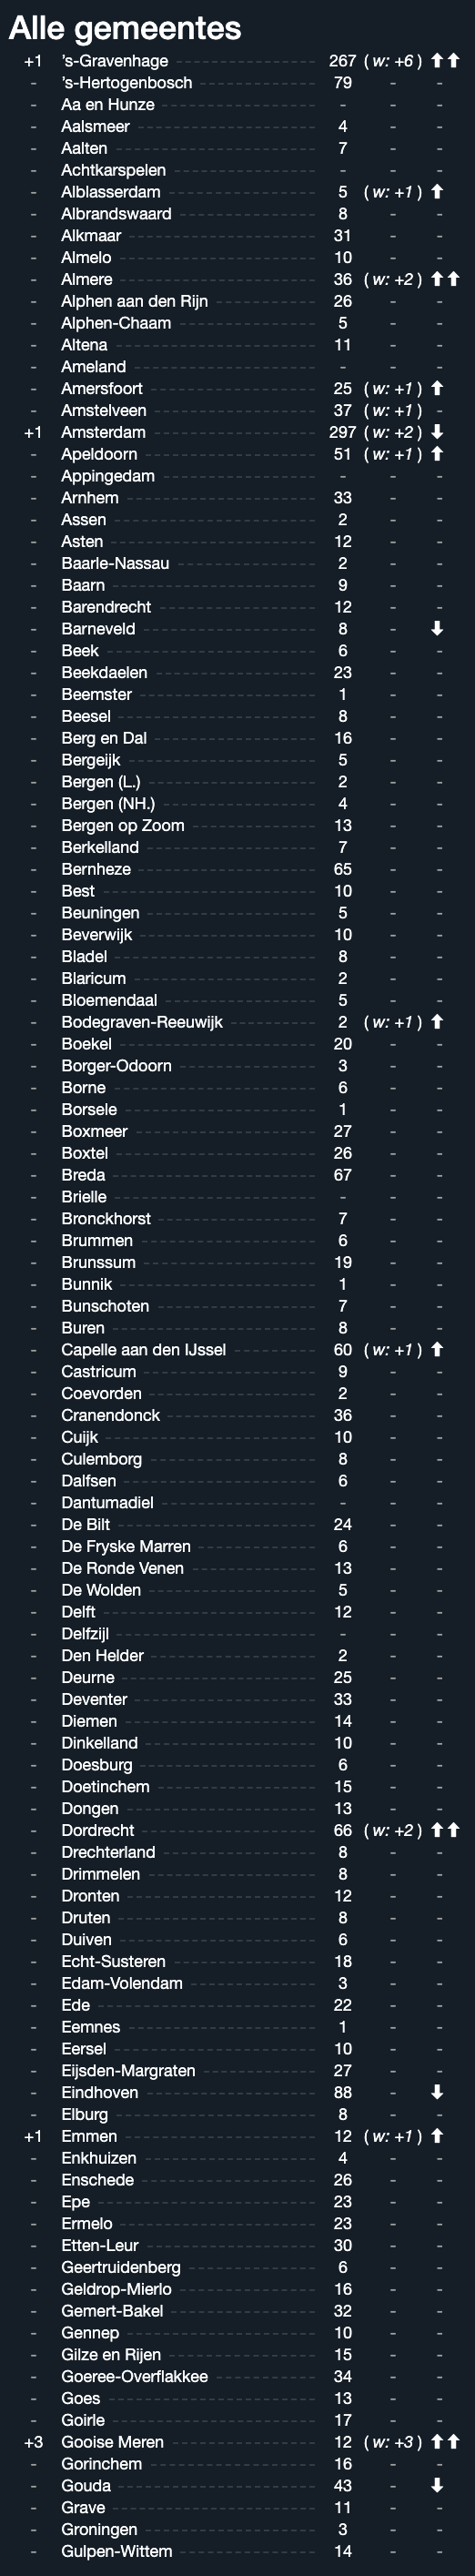 Alle gemeentes
+1 's-Gravenhage 267 ( w: +6 ) ⬆⬆
- 's-Hertogenbosch 79 - -
- Aa en Hunze - - -
- Aalsmeer 4 - -
- Aalten 7 - -
- Achtkarspelen - - -
- Alblasserdam 5 ( w: +1 ) ⬆
- Albrandswaard 8 - -
- Alkmaar 31 - -
- Almelo 10 - -
- Almere 36 ( w: +2 ) ⬆⬆
- Alphen aan den Rijn 26 - -
- Alphen-Chaam 5 - -
- Altena 11 - -
- Ameland - - -
- Amersfoort 25 ( w: +1 ) ⬆
- Amstelveen 37 ( w: +1 ) -
+1 Amsterdam 297 ( w: +2 ) ⬇
- Apeldoorn 51 ( w: +1 ) ⬆
- Appingedam - - -
- Arnhem 33 - -
- Assen 2 - -
- Asten 12 - -
- Baarle-Nassau 2 - -
- Baarn 9 - -
- Barendrecht 12 - -
- Barneveld 8 - ⬇
- Beek 6 - -
- Beekdaelen 23 - -
- Beemster 1 - -
- Beesel 8 - -
- Berg en Dal 16 - -
- Bergeijk 5 - -
- Bergen (L.) 2 - -
- Bergen (NH.) 4 - -
- Bergen op Zoom 13 - -
- Berkelland 7 - -
- Bernheze 65 - -
- Best 10 - -
- Beuningen 5 - -
- Beverwijk 10 - -
- Bladel 8 - -
- Blaricum 2 - -
- Bloemendaal 5 - -
- Bodegraven-Reeuwijk 2 ( w: +1 ) ⬆
- Boekel 20 - -
- Borger-Odoorn 3 - -
- Borne 6 - -
- Borsele 1 - -
- Boxmeer 27 - -
- Boxtel 26 - -
- Breda 67 - -
- Brielle - - -
- Bronckhorst 7 - -
- Brummen 6 - -
- Brunssum 19 - -
- Bunnik 1 - -
- Bunschoten 7 - -
- Buren 8 - -
- Capelle aan den IJssel 60 ( w: +1 ) ⬆
- Castricum 9 - -
- Coevorden 2 - -
- Cranendonck 36 - -
- Cuijk 10 - -
- Culemborg 8 - -
- Dalfsen 6 - -
- Dantumadiel - - -
- De Bilt 24 - -
- De Fryske Marren 6 - -
- De Ronde Venen 13 - -
- De Wolden 5 - -
- Delft 12 - -
- Delfzijl - - -
- Den Helder 2 - -
- Deurne 25 - -
- Deventer 33 - -
- Diemen 14 - -
- Dinkelland 10 - -
- Doesburg 6 - -
- Doetinchem 15 - -
- Dongen 13 - -
- Dordrecht 66 ( w: +2 ) ⬆⬆
- Drechterland 8 - -
- Drimmelen 8 - -
- Dronten 12 - -
- Druten 8 - -
- Duiven 6 - -
- Echt-Susteren 18 - -
- Edam-Volendam 3 - -
- Ede 22 - -
- Eemnes 1 - -
- Eersel 10 - -
- Eijsden-Margraten 27 - -
- Eindhoven 88 - ⬇
- Elburg 8 - -
+1 Emmen 12 ( w: +1 ) ⬆
- Enkhuizen 4 - -
- Enschede 26 - -
- Epe 23 - -
- Ermelo 23 - -
- Etten-Leur 30 - -
- Geertruidenberg 6 - -
- Geldrop-Mierlo 16 - -
- Gemert-Bakel 32 - -
- Gennep 10 - -
- Gilze en Rijen 15 - -
- Goeree-Overflakkee 34 - -
- Goes 13 - -
- Goirle 17 - -
+3 Gooise Meren 12 ( w: +3 ) ⬆⬆
- Gorinchem 16 - -
- Gouda 43 - ⬇
- Grave 11 - -
- Groningen 3 - -
- Gulpen-Wittem 14 - -